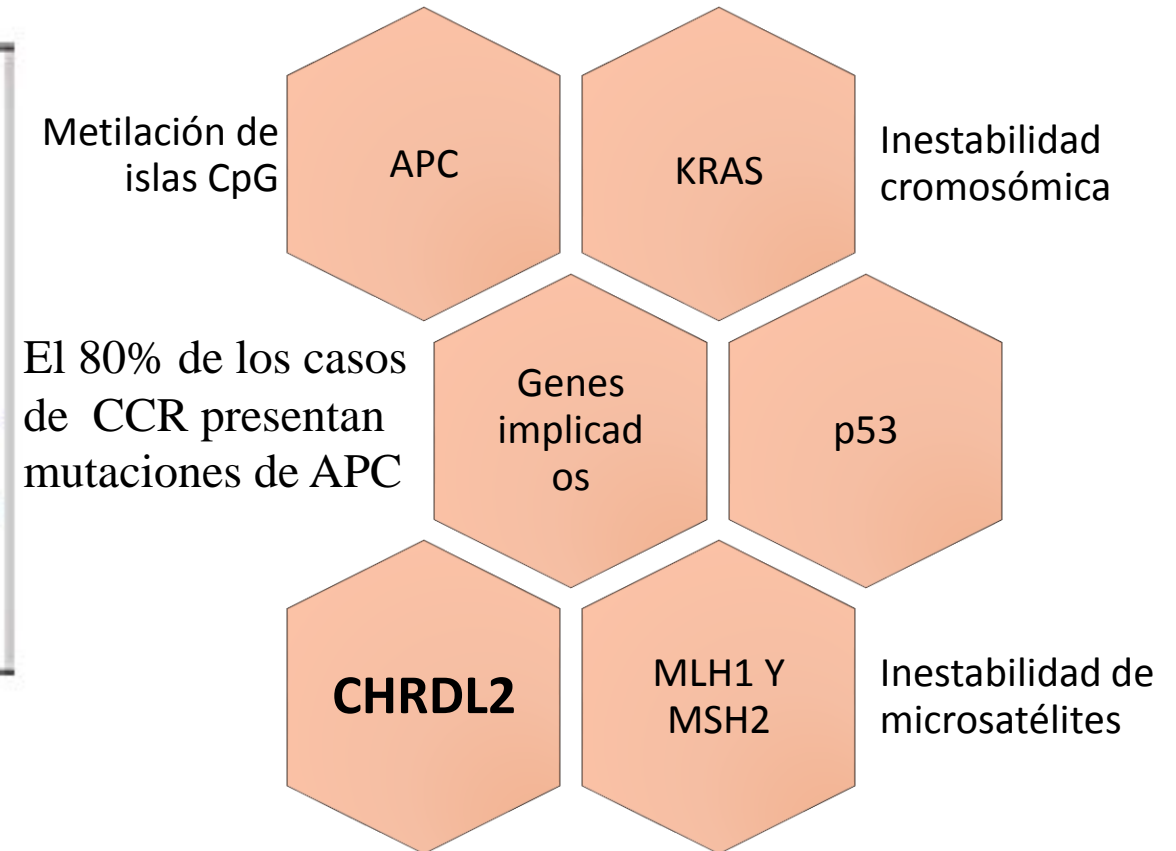 Metilación de
islas CpG
APC
KRAS
Inestabilidad
cromosómica
El 80% de los casos
de CCR presentan
mutaciones de APC
Genes
implicad
os
p53
CHRDL2
MLH1 Y
MSH2
Inestabilidad de
microsatélites